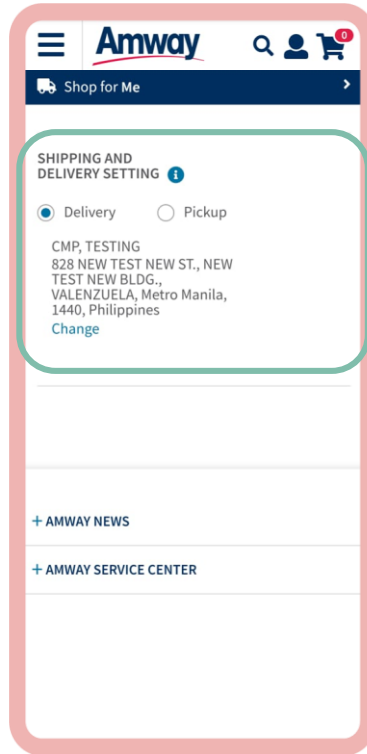 Amway
0
Shop for Me
SHIPPING AND
DELIVERY SETTING
Delivery
Pickup
CMP, TESTING
828 NEW TEST NEW ST., NEW
TEST NEW BLDG.,
VALENZUELA, Metro Manila,
1440, Philippines
Change
+ AMWAY NEWS
+ AMWAY SERVICE CENTER